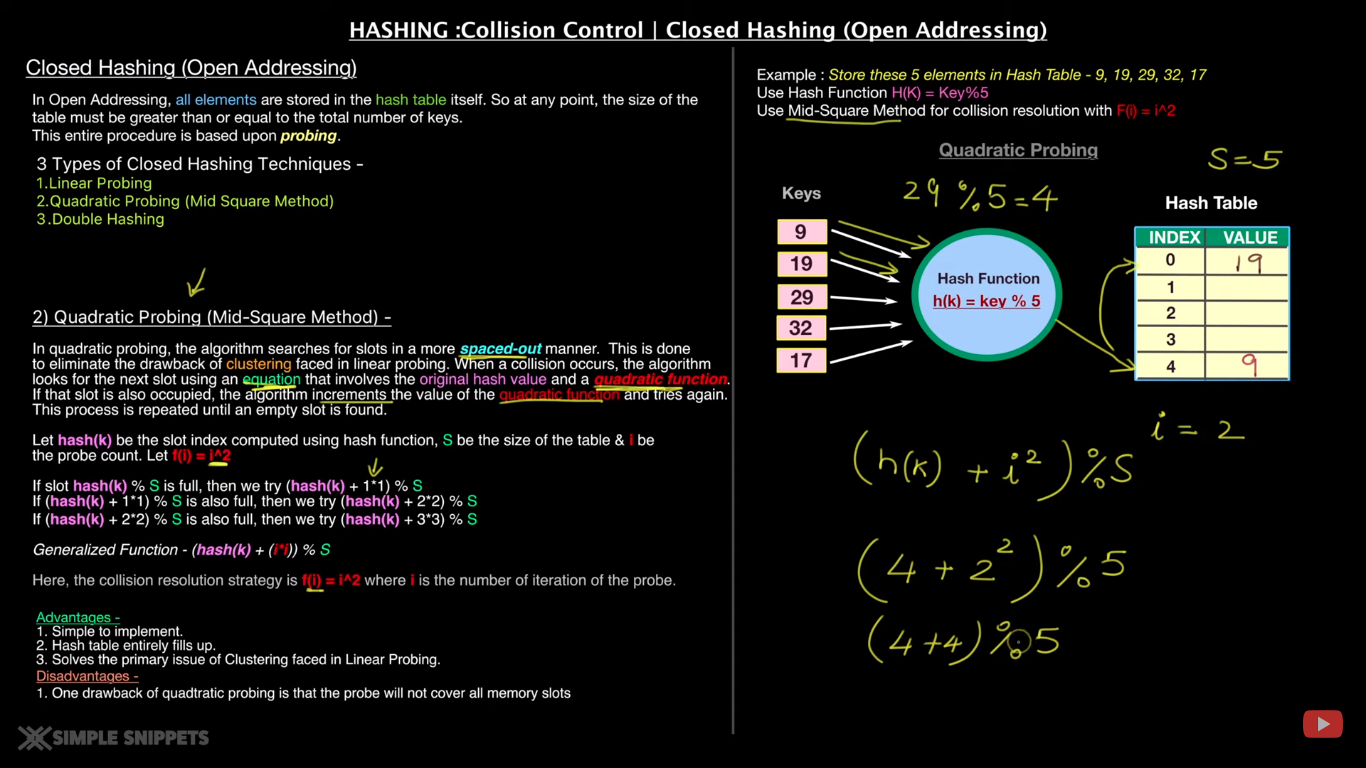 HASHING :Collision Control | Closed Hashing (Open Addressing)
Closed Hashing (Open Addressing)
In Open Addressing, all elements are stored in the hash table itself. So at any point, the size of the
table must be greater than or equal to the total number of keys.
This entire procedure is based upon probing.
3 Types of Closed Hashing Techniques -
1.Linear Probing
2.Quadratic Probing (Mid Square Method)
3.Double Hashing
2) Quadratic Probing (Mid-Square Method) -
In quadratic probing, the algorithm searches for slots in a more spaced-out manner. This is done
to eliminate the drawback of clustering faced in linear probing. When a collision occurs, the algorithm
looks for the next slot using an equation that involves the original hash value and a quadratic function.
If that slot is also occupied, the algorithm increments the value of the quadratic function and tries again.
This process is repeated until an empty slot is found.
Let hash(k) be the slot index computed using hash function, S be the size of the table & i be
the probe count. Let f(i) = i^2
If slot hash(k) % S is full, then we try (hash(k) + 1*1) % S
If (hash(k) + 1*1) % S is also full, then we try (hash(k) + 2*2) % S
If (hash(k) + 2*2) % S is also full, then we try (hash(k) + 3*3) % S
Generalized Function - (hash(k) + (i*i)) % S
Here, the collision resolution strategy is f(i) = i^2 where i is the number of iteration of the probe.
Advantages -
1. Simple to implement.
2. Hash table entirely fills up.
3. Solves the primary issue of Clustering faced in Linear Probing.
Disadvantages -
1. One drawback of quadtratic probing is that the probe will not cover all memory slots
SIMPLE SNIPPETS
Example : Store these 5 elements in Hash Table - 9, 19, 29, 32, 17
Use Hash Function H(K) = Key%5
Use Mid-Square Method for collision resolution with F(i) = i^2
Quadratic Probing
S=5
Keys
29 % 5 = 4
Hash Table
9
19
29
32
17
Hash Function
h(k) = key % 5
INDEX VALUE
0 19
1
2
3
4 9
i = 2
(h(k) + i²) % S
(4 + 2²) % 5
(4+4) % 5